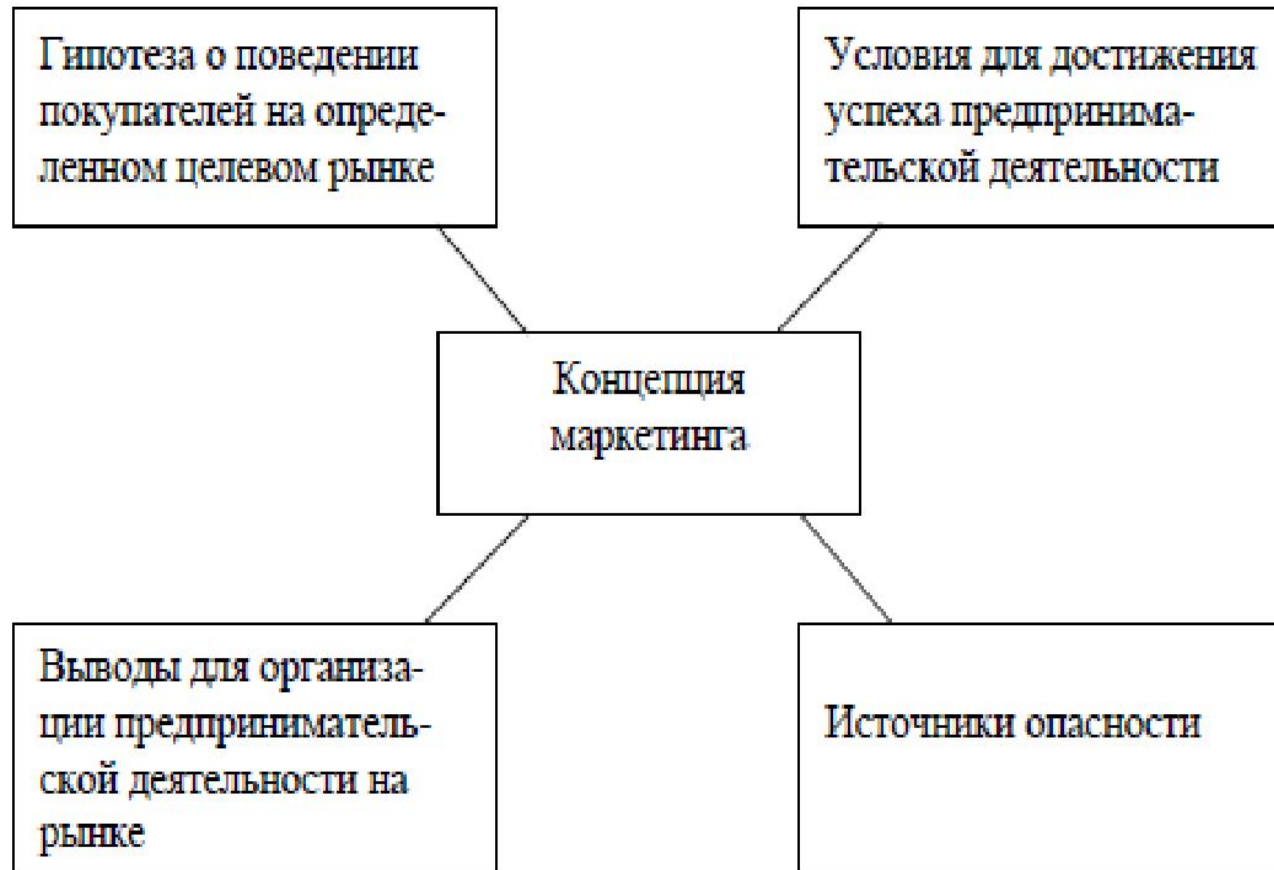 Гипотеза о поведении
покупателей на опреде-
ленном целевом рынке
Условия для достижения
успеха предпринима-
тельской деятельности
Концепция
маркетинга
Выводы для организа-
ции предприниматель-
ской деятельности на
рынке
Источники опасности